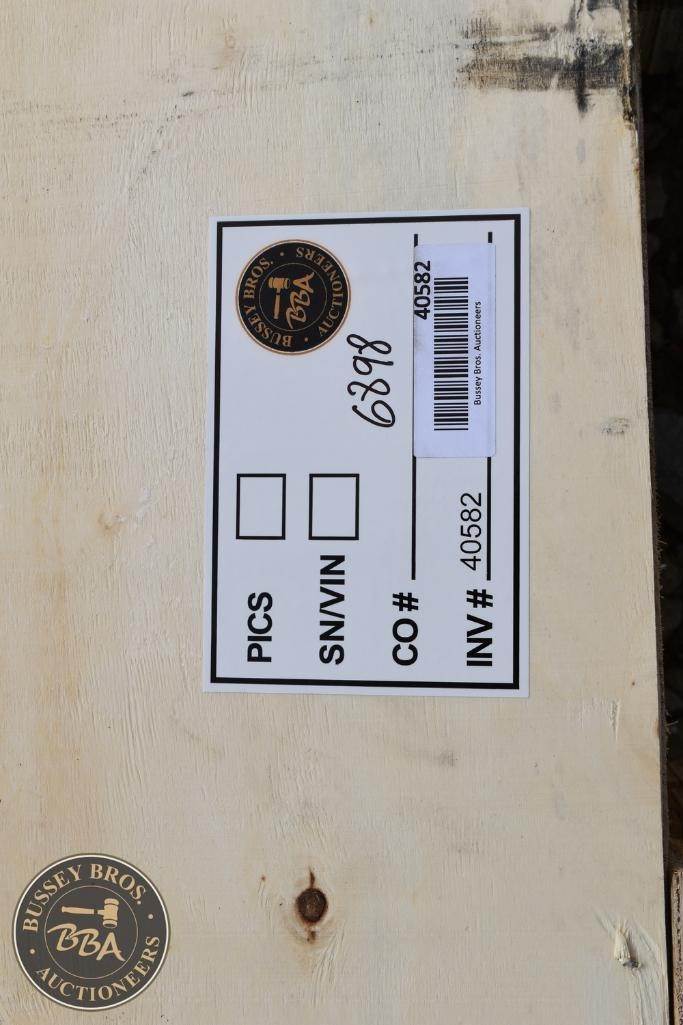 BUSSEY BROS. · AUCTIONEERS ·
BBA
PICS
SN/VIN
6898
CO #
40582
Bussey Bros. Auctioneers
INV # 40582
· BUSSEY BROS. ·
BBA
AUCTIONEERS